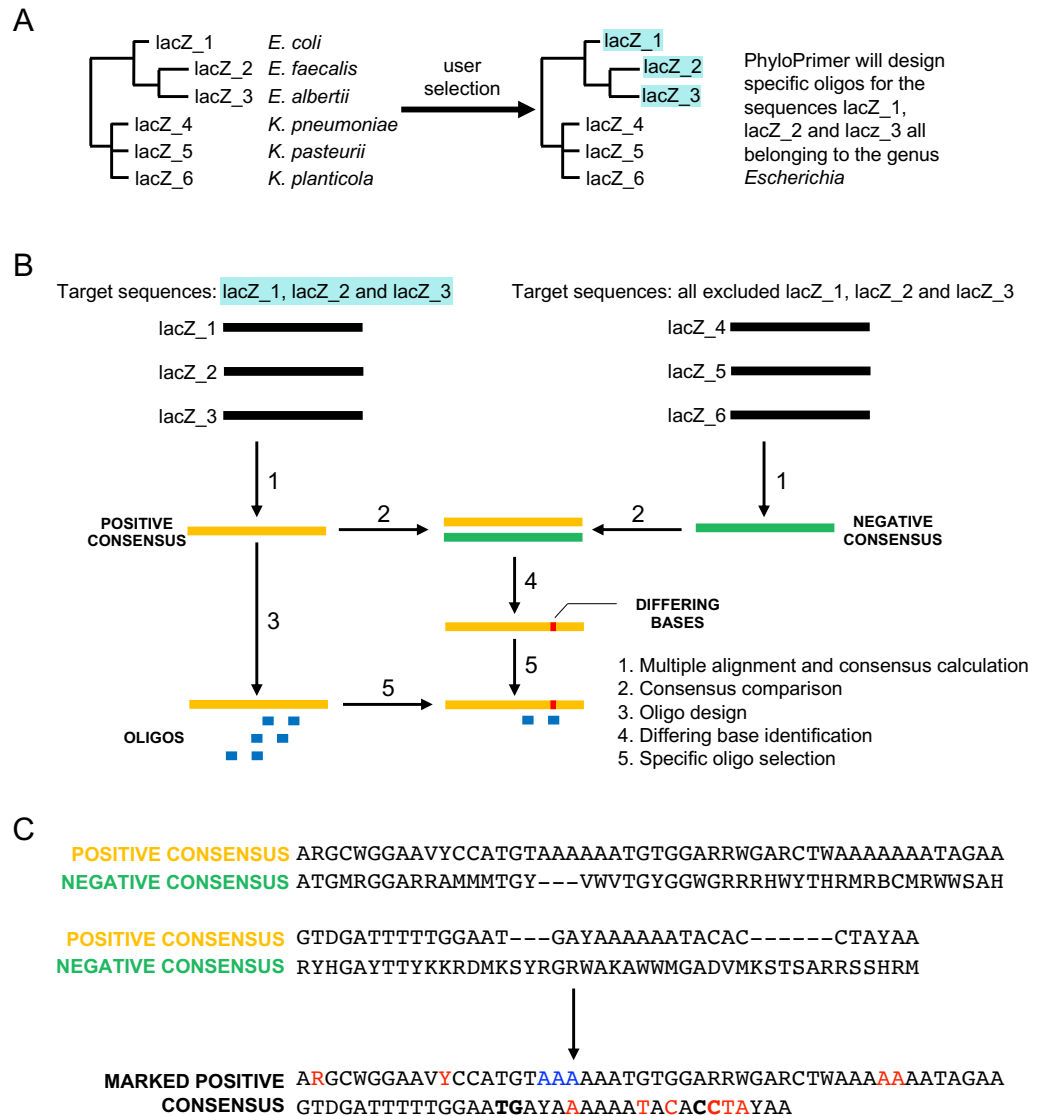 A
lacZ_1 E. coli
lacZ_2 E. faecalis
lacZ_3 E. albertii
lacZ_4 K. pneumoniae
lacZ_5 K. pasteurii
lacZ_6 K. planticola
user
selection
lacZ_1
lacZ_2
lacZ_3
lacZ_4
lacZ_5
lacZ_6
PhyloPrimer will design
specific oligos for the
sequences lacZ_1,
lacZ_2 and lacz_3 all
belonging to the genus
Escherichia
B
Target sequences: lacZ_1, lacZ_2 and lacZ_3
lacZ_1
lacZ_2
lacZ_3
Target sequences: all excluded lacZ_1, lacZ_2 and lacZ_3
lacZ_4
lacZ_5
lacZ_6
1
1
POSITIVE
CONSENSUS
2
2
NEGATIVE
CONSENSUS
3
4
DIFFERING
BASES
5
5
OLIGOS
1. Multiple alignment and consensus calculation
2. Consensus comparison
3. Oligo design
4. Differing base identification
5. Specific oligo selection
C
POSITIVE CONSENSUS ARGCWGGAAVYCCATGTAAAAAATGTGGARRWGARCTWAAAAAAATAGAA
NEGATIVE CONSENSUS ATGMRGGARRAMMMTGY---VWVTGYGGWGRRRHWYTHRMRBCMRWWSAH
POSITIVE CONSENSUS GTDGATTTTTGGAAT---GAYAAAAAATACAC------CTAYAA
NEGATIVE CONSENSUS RYHGAYTTYKKRDMKSYRGRWAKAWWMGADVMKSTSARRSSHRM
MARKED POSITIVE ARGCWGGAAVYCCATGTAAAAAATGTGGARRWGARCTWAAAAAAATAGAA
CONSENSUS GTDGATTTTTGGAATGAYAAAAAATACACCTAYAA